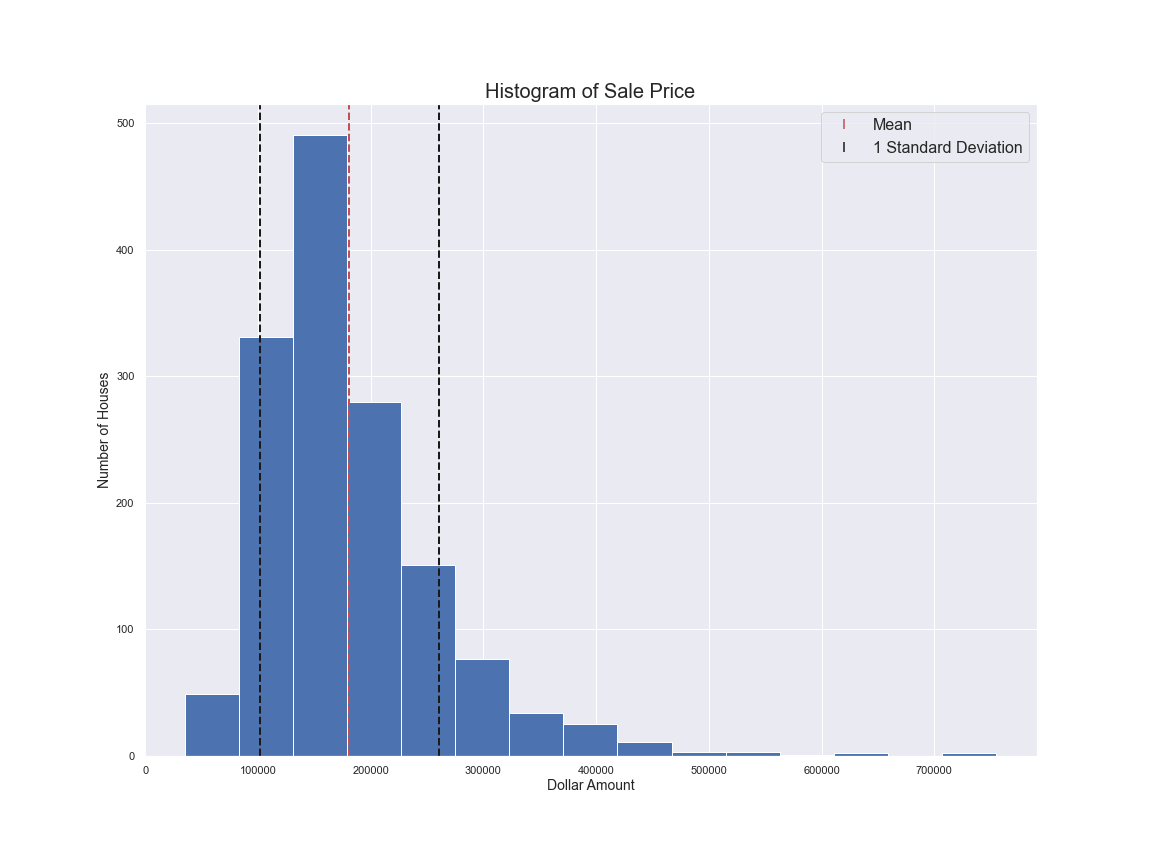 Histogram of Sale Price
Mean
1 Standard Deviation
500
400
300
200
100
0
Number of Houses
0 100000 200000 300000 400000 500000 600000 700000
Dollar Amount